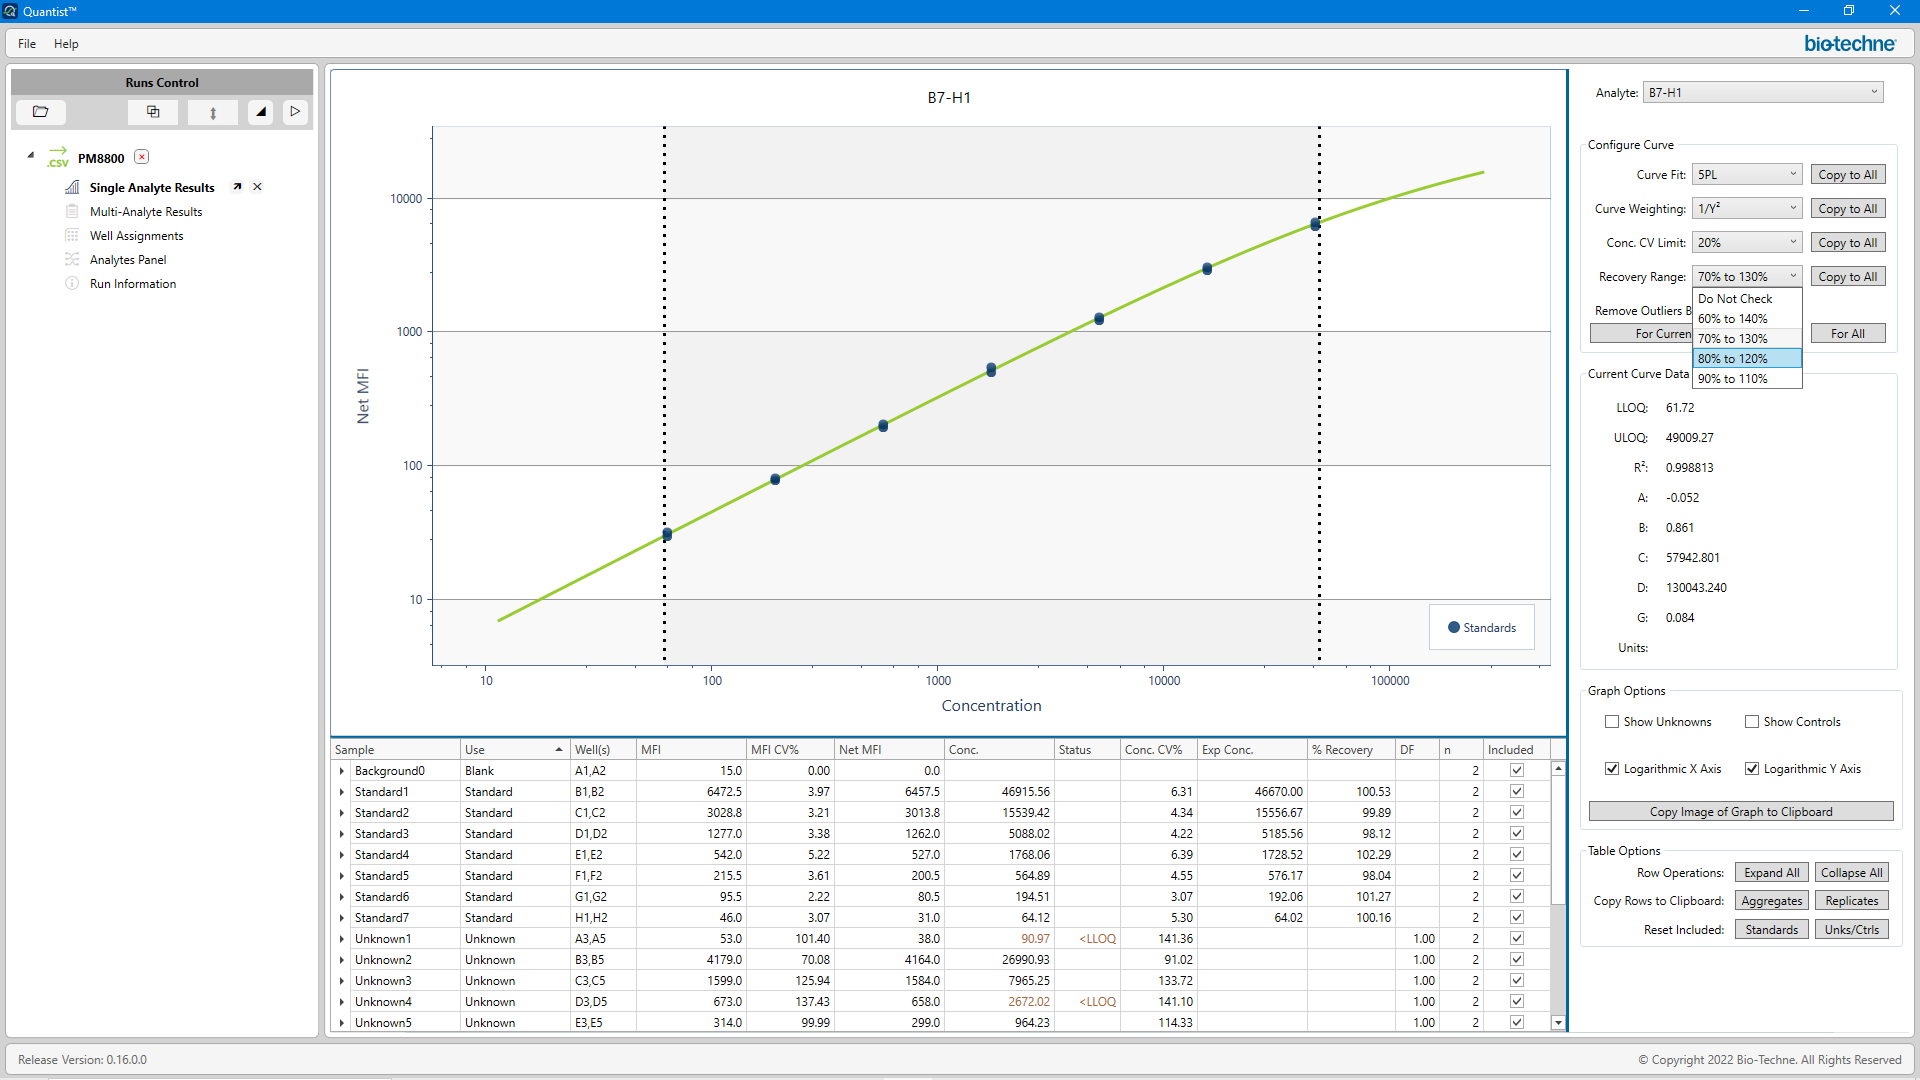 Quantist™
File Help
bio-techne®
Runs Control
.csv PM8800
Single Analyte Results
Multi-Analyte Results
Well Assignments
Analytes Panel
Run Information
B7-H1
Net MFI
10000
1000
100
10
10 100 1000 10000 100000
Concentration
Standards
Analyte: B7-H1
Configure Curve
Curve Fit: 5PL Copy to All
Curve Weighting: 1/Y² Copy to All
Conc. CV Limit: 20% Copy to All
Recovery Range: 70% to 130% Copy to All
Do Not Check
60% to 140%
70% to 130%
80% to 120%
90% to 110%
Remove Outliers B
For Curren For All
Current Curve Data
LLOQ: 61.72
ULOQ: 49009.27
R²: 0.998813
A: -0.052
B: 0.861
C: 57942.801
D: 130043.240
G: 0.084
Units:
Graph Options
Show Unknowns Show Controls
Logarithmic X Axis Logarithmic Y Axis
Copy Image of Graph to Clipboard
Table Options
Row Operations: Expand All Collapse All
Copy Rows to Clipboard: Aggregates Replicates
Reset Included: Standards Unks/Ctrls
Sample Use Well(s) MFI MFI CV% Net MFI Conc. Status Conc. CV% Exp Conc. % Recovery DF n Included
Background0 Blank A1,A2 15.0 0.00 0.0 2
Standard1 Standard B1,B2 6472.5 3.97 6457.5 46915.56 6.31 46670.00 100.53 2
Standard2 Standard C1,C2 3028.8 3.21 3013.8 15539.42 4.34 15556.67 99.89 2
Standard3 Standard D1,D2 1277.0 3.38 1262.0 5088.02 4.22 5185.56 98.12 2
Standard4 Standard E1,E2 542.0 5.22 527.0 1768.06 6.39 1728.52 102.29 2
Standard5 Standard F1,F2 215.5 3.61 200.5 564.89 4.55 576.17 98.04 2
Standard6 Standard G1,G2 95.5 2.22 80.5 194.51 3.07 192.06 101.27 2
Standard7 Standard H1,H2 46.0 3.07 31.0 64.12 5.30 64.02 100.16 2
Unknown1 Unknown A3,A5 53.0 101.40 38.0 90.97 <LLOQ 141.36 1.00 2
Unknown2 Unknown B3,B5 4179.0 70.08 4164.0 26990.93 91.02 1.00 2
Unknown3 Unknown C3,C5 1599.0 125.94 1584.0 7965.25 133.72 1.00 2
Unknown4 Unknown D3,D5 673.0 137.43 658.0 2672.02 <LLOQ 141.10 1.00 2
Unknown5 Unknown E3,E5 314.0 99.99 299.0 964.23 114.33 1.00 2
Release Version: 0.16.0.0
© Copyright 2022 Bio-Techne. All Rights Reserved